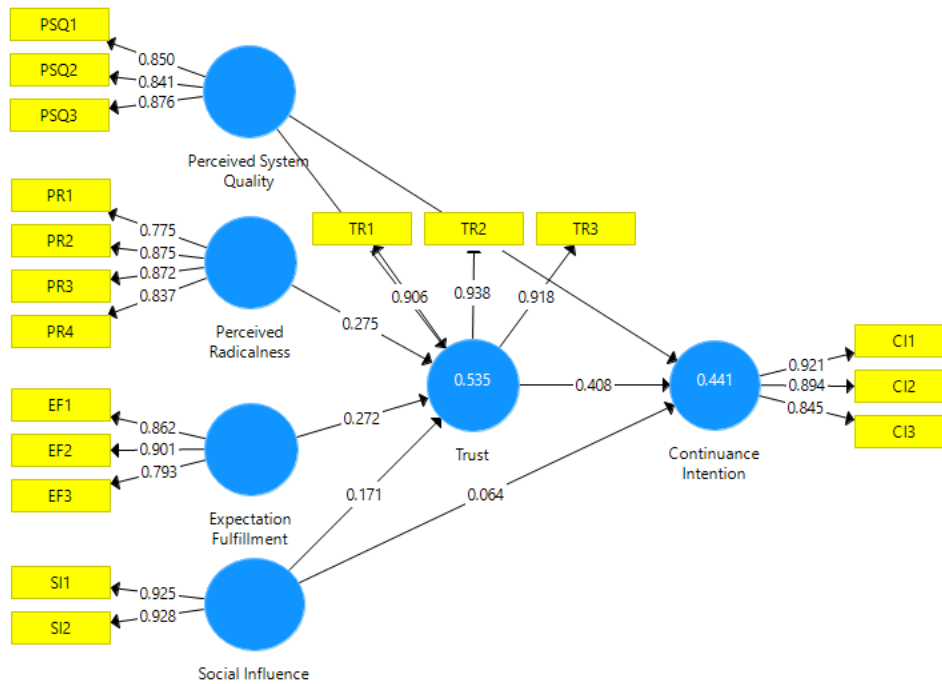 PSQ1
PSQ2
PSQ3
0.850
0.841
0.876
Perceived System
Quality
PR1
PR2
PR3
PR4
0.775
0.875
0.872
0.837
Perceived
Radicalness
TR1
TR2
TR3
0.906
0.938
0.918
0.275
EF1
EF2
EF3
0.862
0.901
0.793
Expectation
Fulfillment
0.272
0.535
Trust
0.408
0.441
Continuance
Intention
0.921
0.894
0.845
CI1
CI2
CI3
0.171
0.064
SI1
SI2
0.925
0.928
Social Influence